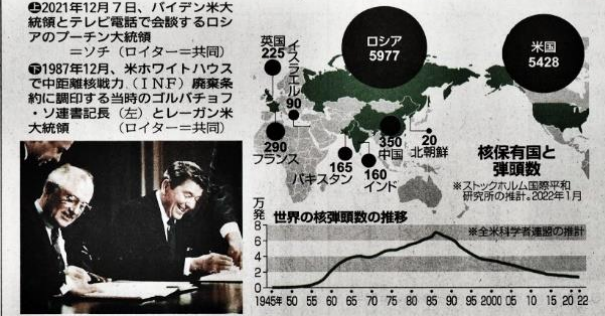 ㊤2021年12月7日、バイデン米大
統領とテレビ電話で会談するロシ
アのプーチン大統領
=ソチ(ロイター=共同)
㊦1987年12月、米ホワイトハウス
で中距離核戦力(INF)廃棄条
約に調印する当時のゴルバチョフ
・ソ連書記長(左)とレーガン米
大統領 (ロイター=共同)
英国
225
イスラエル
90
ロシア
5977
米国
5428
290
フランス
165
パキスタン
160
インド
350
中国
20
北朝鮮
核保有国と
弾頭数
※ストックホルム国際平和
研究所の推計。2022年1月
万発
世界の核弾頭数の推移
※全米科学者連盟の推計
8
6
4
2
0
1945年 50 55 60 65 70 75 80 85 90 95 2000 05 10 15 20 22